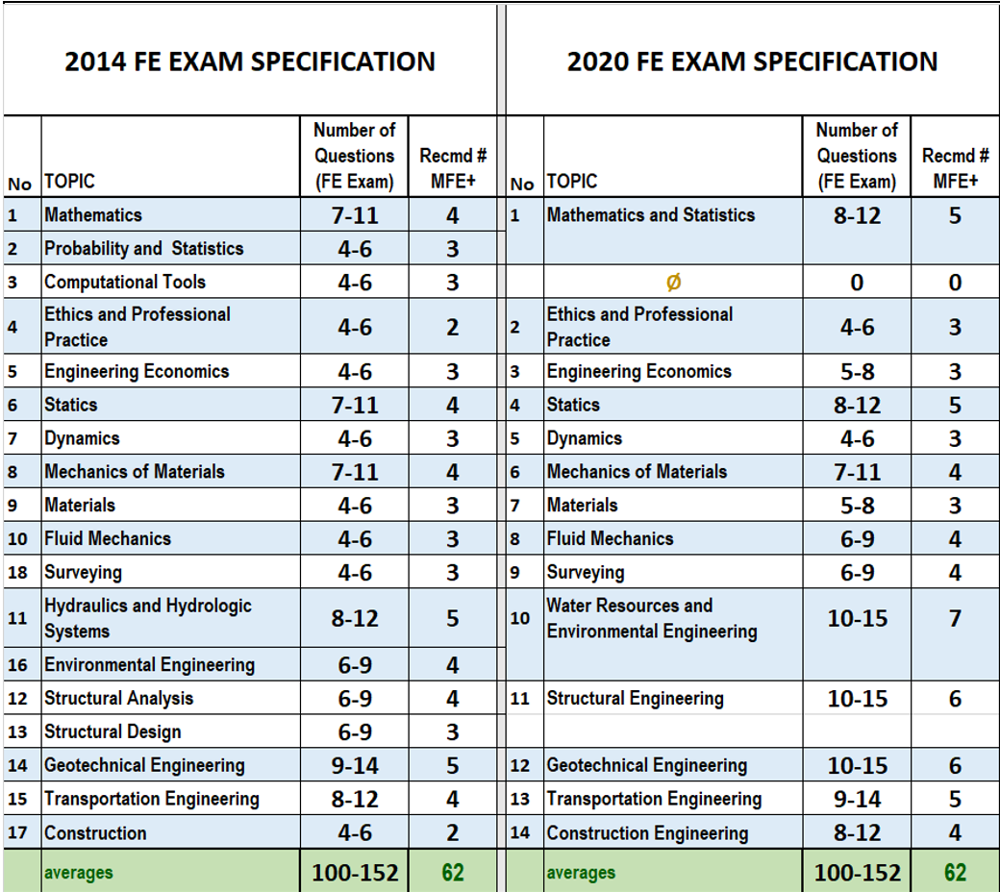 2014 FE EXAM SPECIFICATION 2020 FE EXAM SPECIFICATION
No TOPIC Number of Questions (FE Exam) Recmd # MFE+ No TOPIC Number of Questions (FE Exam) Recmd # MFE+
1 Mathematics 7-11 4 1 Mathematics and Statistics 8-12 5
2 Probability and Statistics 4-6 3
3 Computational Tools 4-6 3 Ø 0 0
4 Ethics and Professional Practice 4-6 2 2 Ethics and Professional Practice 4-6 3
5 Engineering Economics 4-6 3 3 Engineering Economics 5-8 3
6 Statics 7-11 4 4 Statics 8-12 5
7 Dynamics 4-6 3 5 Dynamics 4-6 3
8 Mechanics of Materials 7-11 4 6 Mechanics of Materials 7-11 4
9 Materials 4-6 3 7 Materials 5-8 3
10 Fluid Mechanics 4-6 3 8 Fluid Mechanics 6-9 4
18 Surveying 4-6 3 9 Surveying 6-9 4
11 Hydraulics and Hydrologic Systems 8-12 5 10 Water Resources and Environmental Engineering 10-15 7
16 Environmental Engineering 6-9 4
12 Structural Analysis 6-9 4 11 Structural Engineering 10-15 6
13 Structural Design 6-9 3
14 Geotechnical Engineering 9-14 5 12 Geotechnical Engineering 10-15 6
15 Transportation Engineering 8-12 4 13 Transportation Engineering 9-14 5
17 Construction 4-6 2 14 Construction Engineering 8-12 4
averages 100-152 62 averages 100-152 62